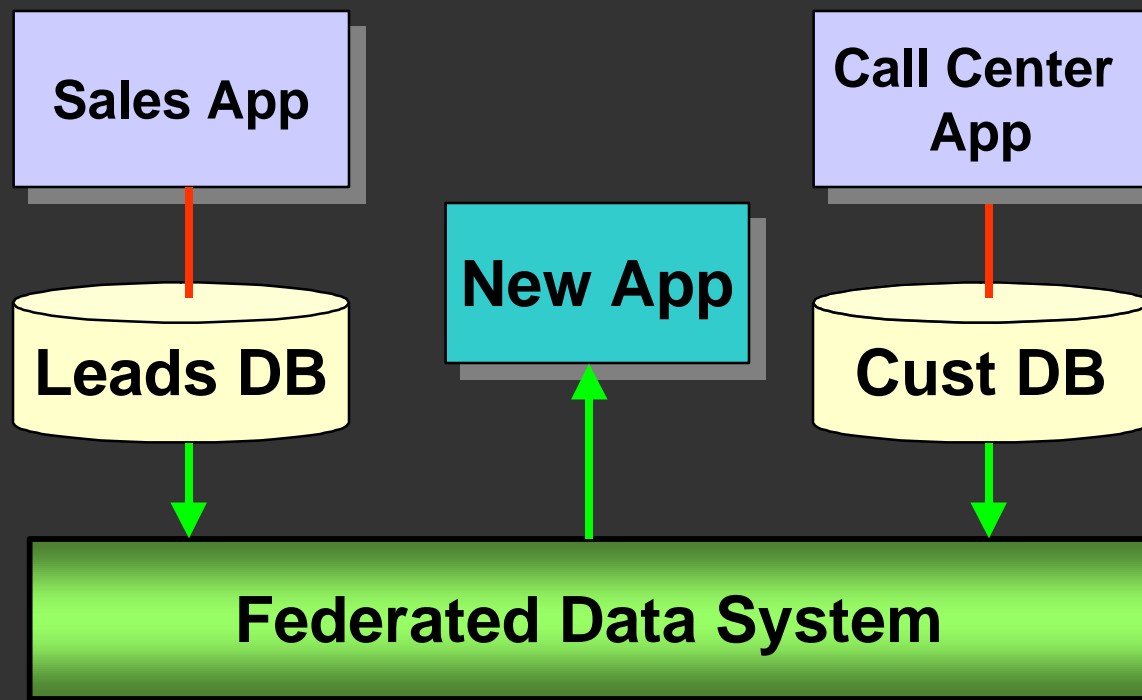 Sales App
Call Center
App
New App
Leads DB
Cust DB
Federated Data System